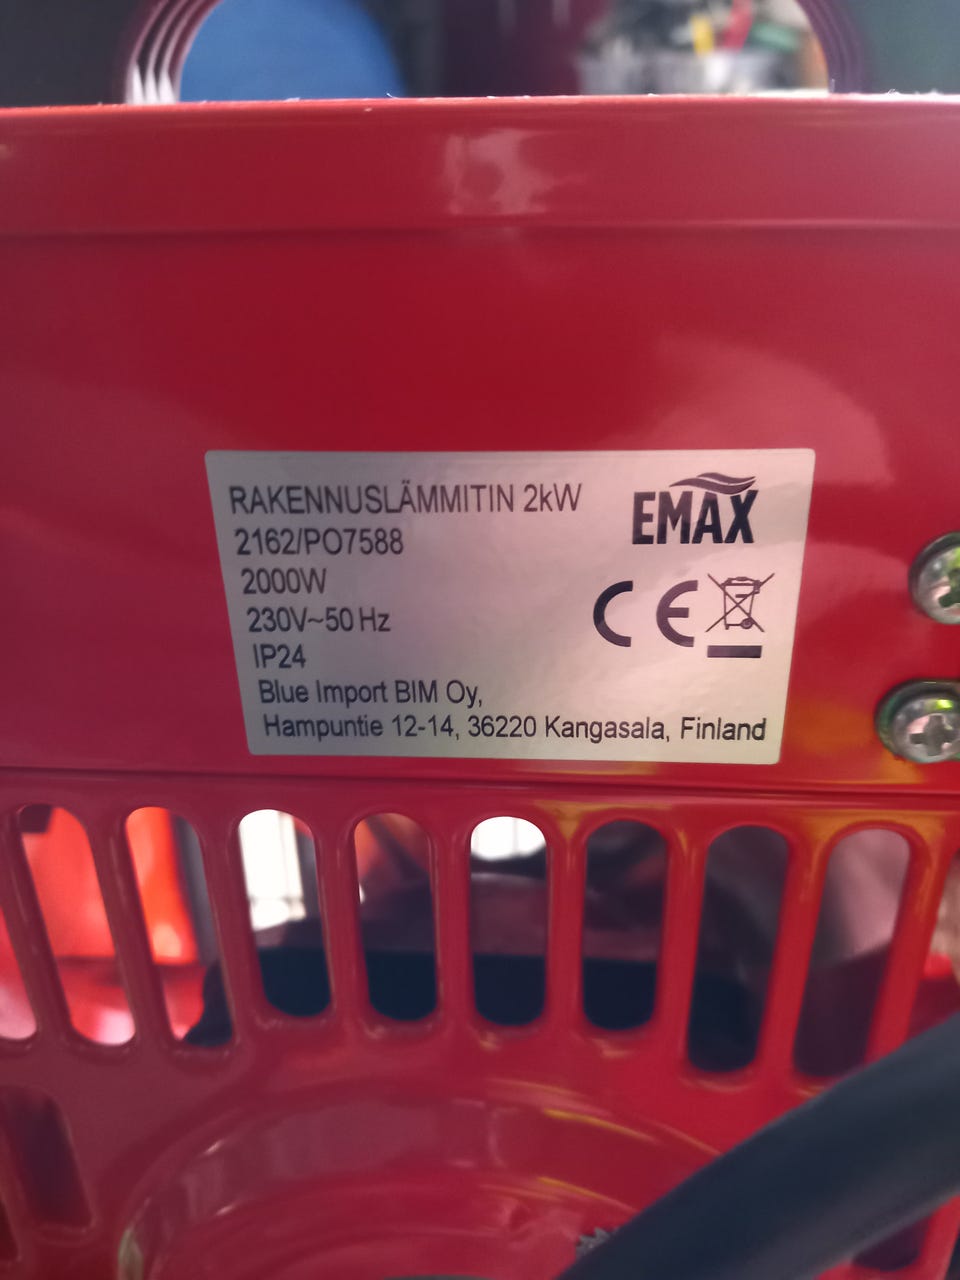 RAKENNUSLÄMMITIN 2kW
EMAX
2162/PO7588
2000W
230V~50 Hz
CE
IP24
Blue Import BIM Oy,
Hampuntie 12-14, 36220 Kangasala, Finland